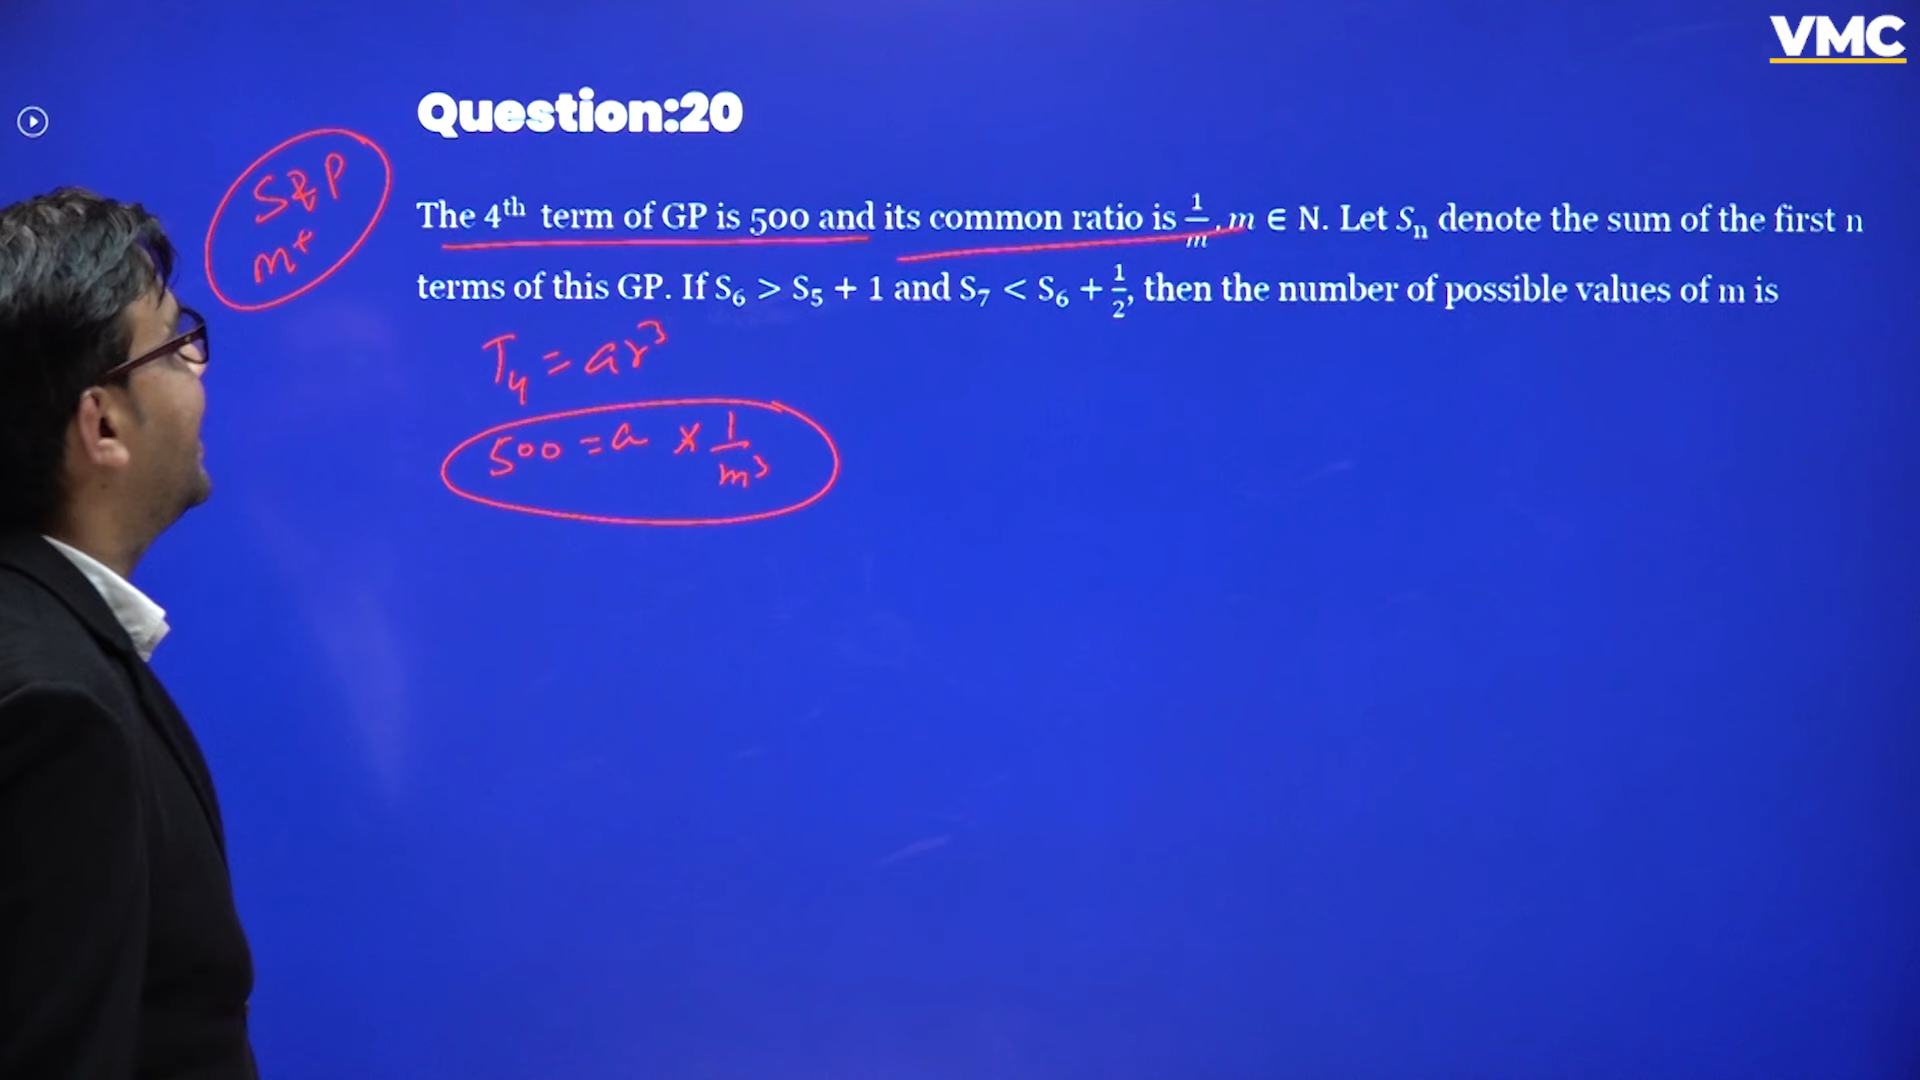 VMC
Question:20
S&P
m*
The 4th term of GP is 500 and its common ratio is 1/m, m ∈ N. Let Sn denote the sum of the first n
terms of this GP. If S6 > S5 + 1 and S7 < S6 + 1/2, then the number of possible values of m is
T4 = ar³
500 = a × 1/m³